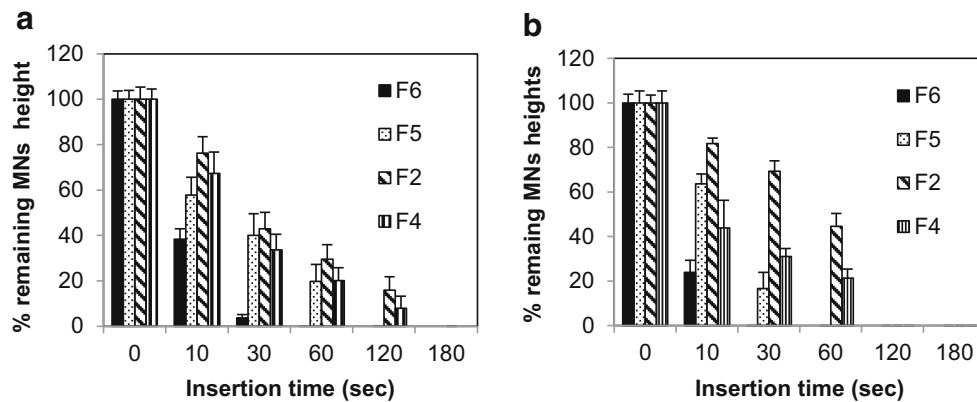 a
% remaining MNs height
120
100
80
60
40
20
0
0 10 30 60 120 180
Insertion time (sec)
F6
F5
F2
F4
b
% remaing MNs heights
120
100
80
60
40
20
0
0 10 30 60 120 180
Insertion time (sec)
F6
F5
F2
F4